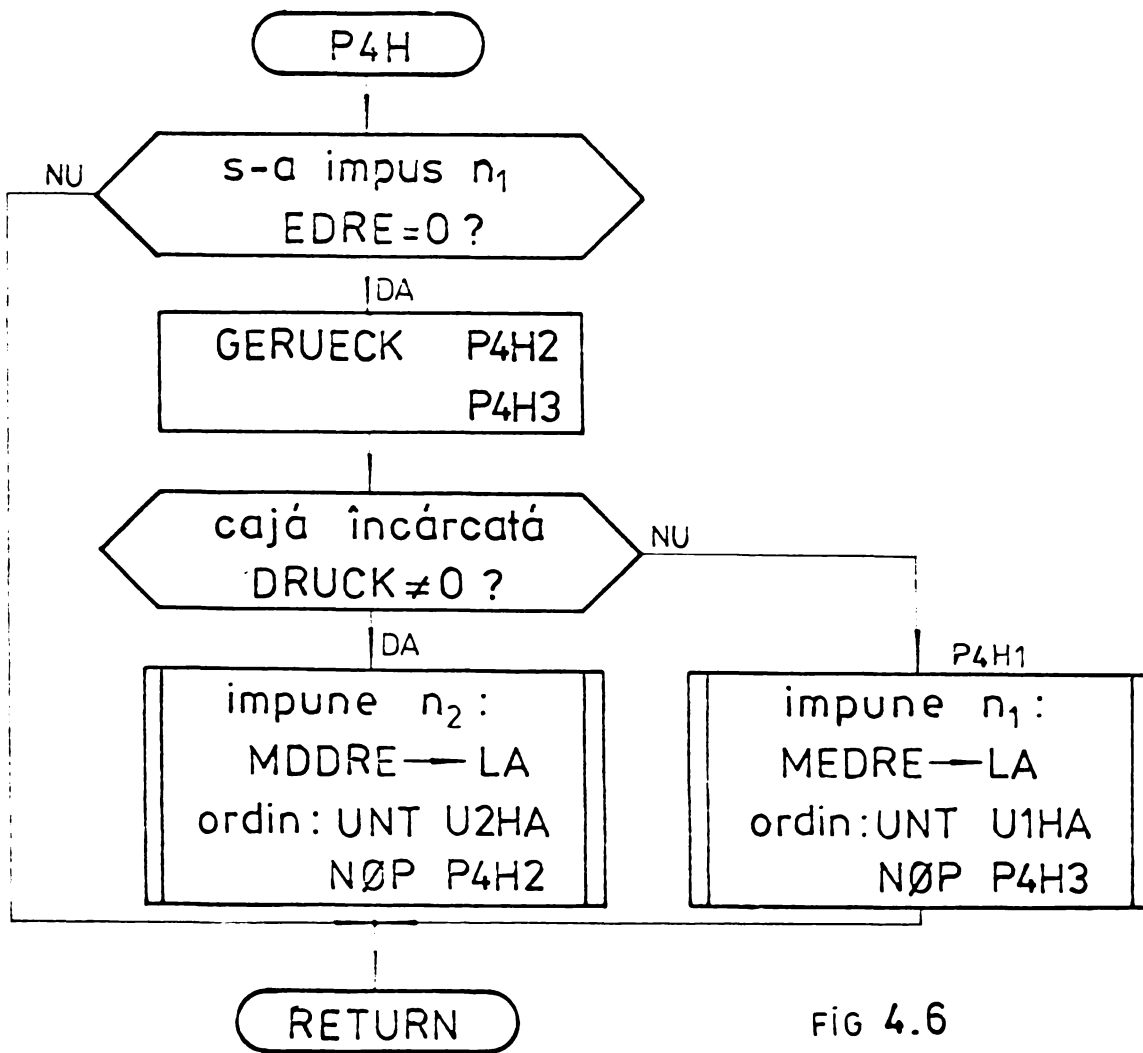 P4H
NU
s-a impus n₁
EDRE=0 ?
DA
GERUECK P4H2
P4H3
cajá încárcatá
DRUCK≠0 ?
NU
DA
P4H1
impune n₂ :
MDDRE → LA
ordin: UNT U2HA
NØP P4H2
impune n₁ :
MEDRE → LA
ordin: UNT U1HA
NØP P4H3
RETURN
FIG 4.6